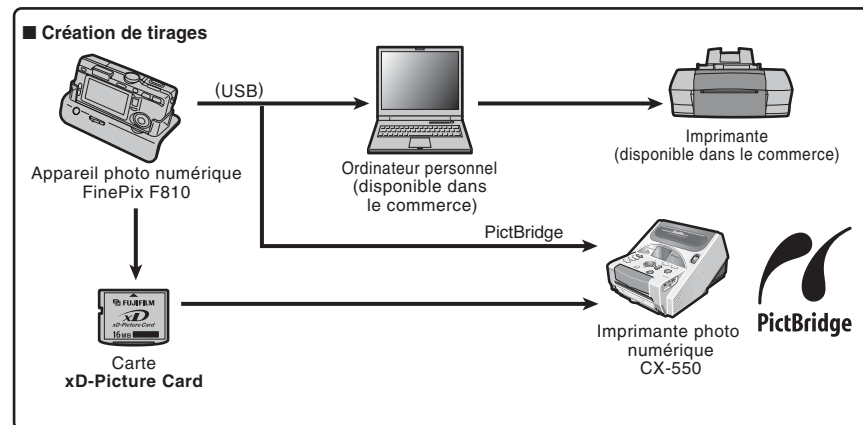 ■ Création de tirages
(USB)
Appareil photo numérique
FinePix F810
Ordinateur personnel
(disponible dans
le commerce)
Imprimante
(disponible dans le commerce)
PictBridge
FUJIFILM
xD
xD-Picture Card
16MB
Carte
xD-Picture Card
Imprimante photo
numérique
CX-550
PictBridge